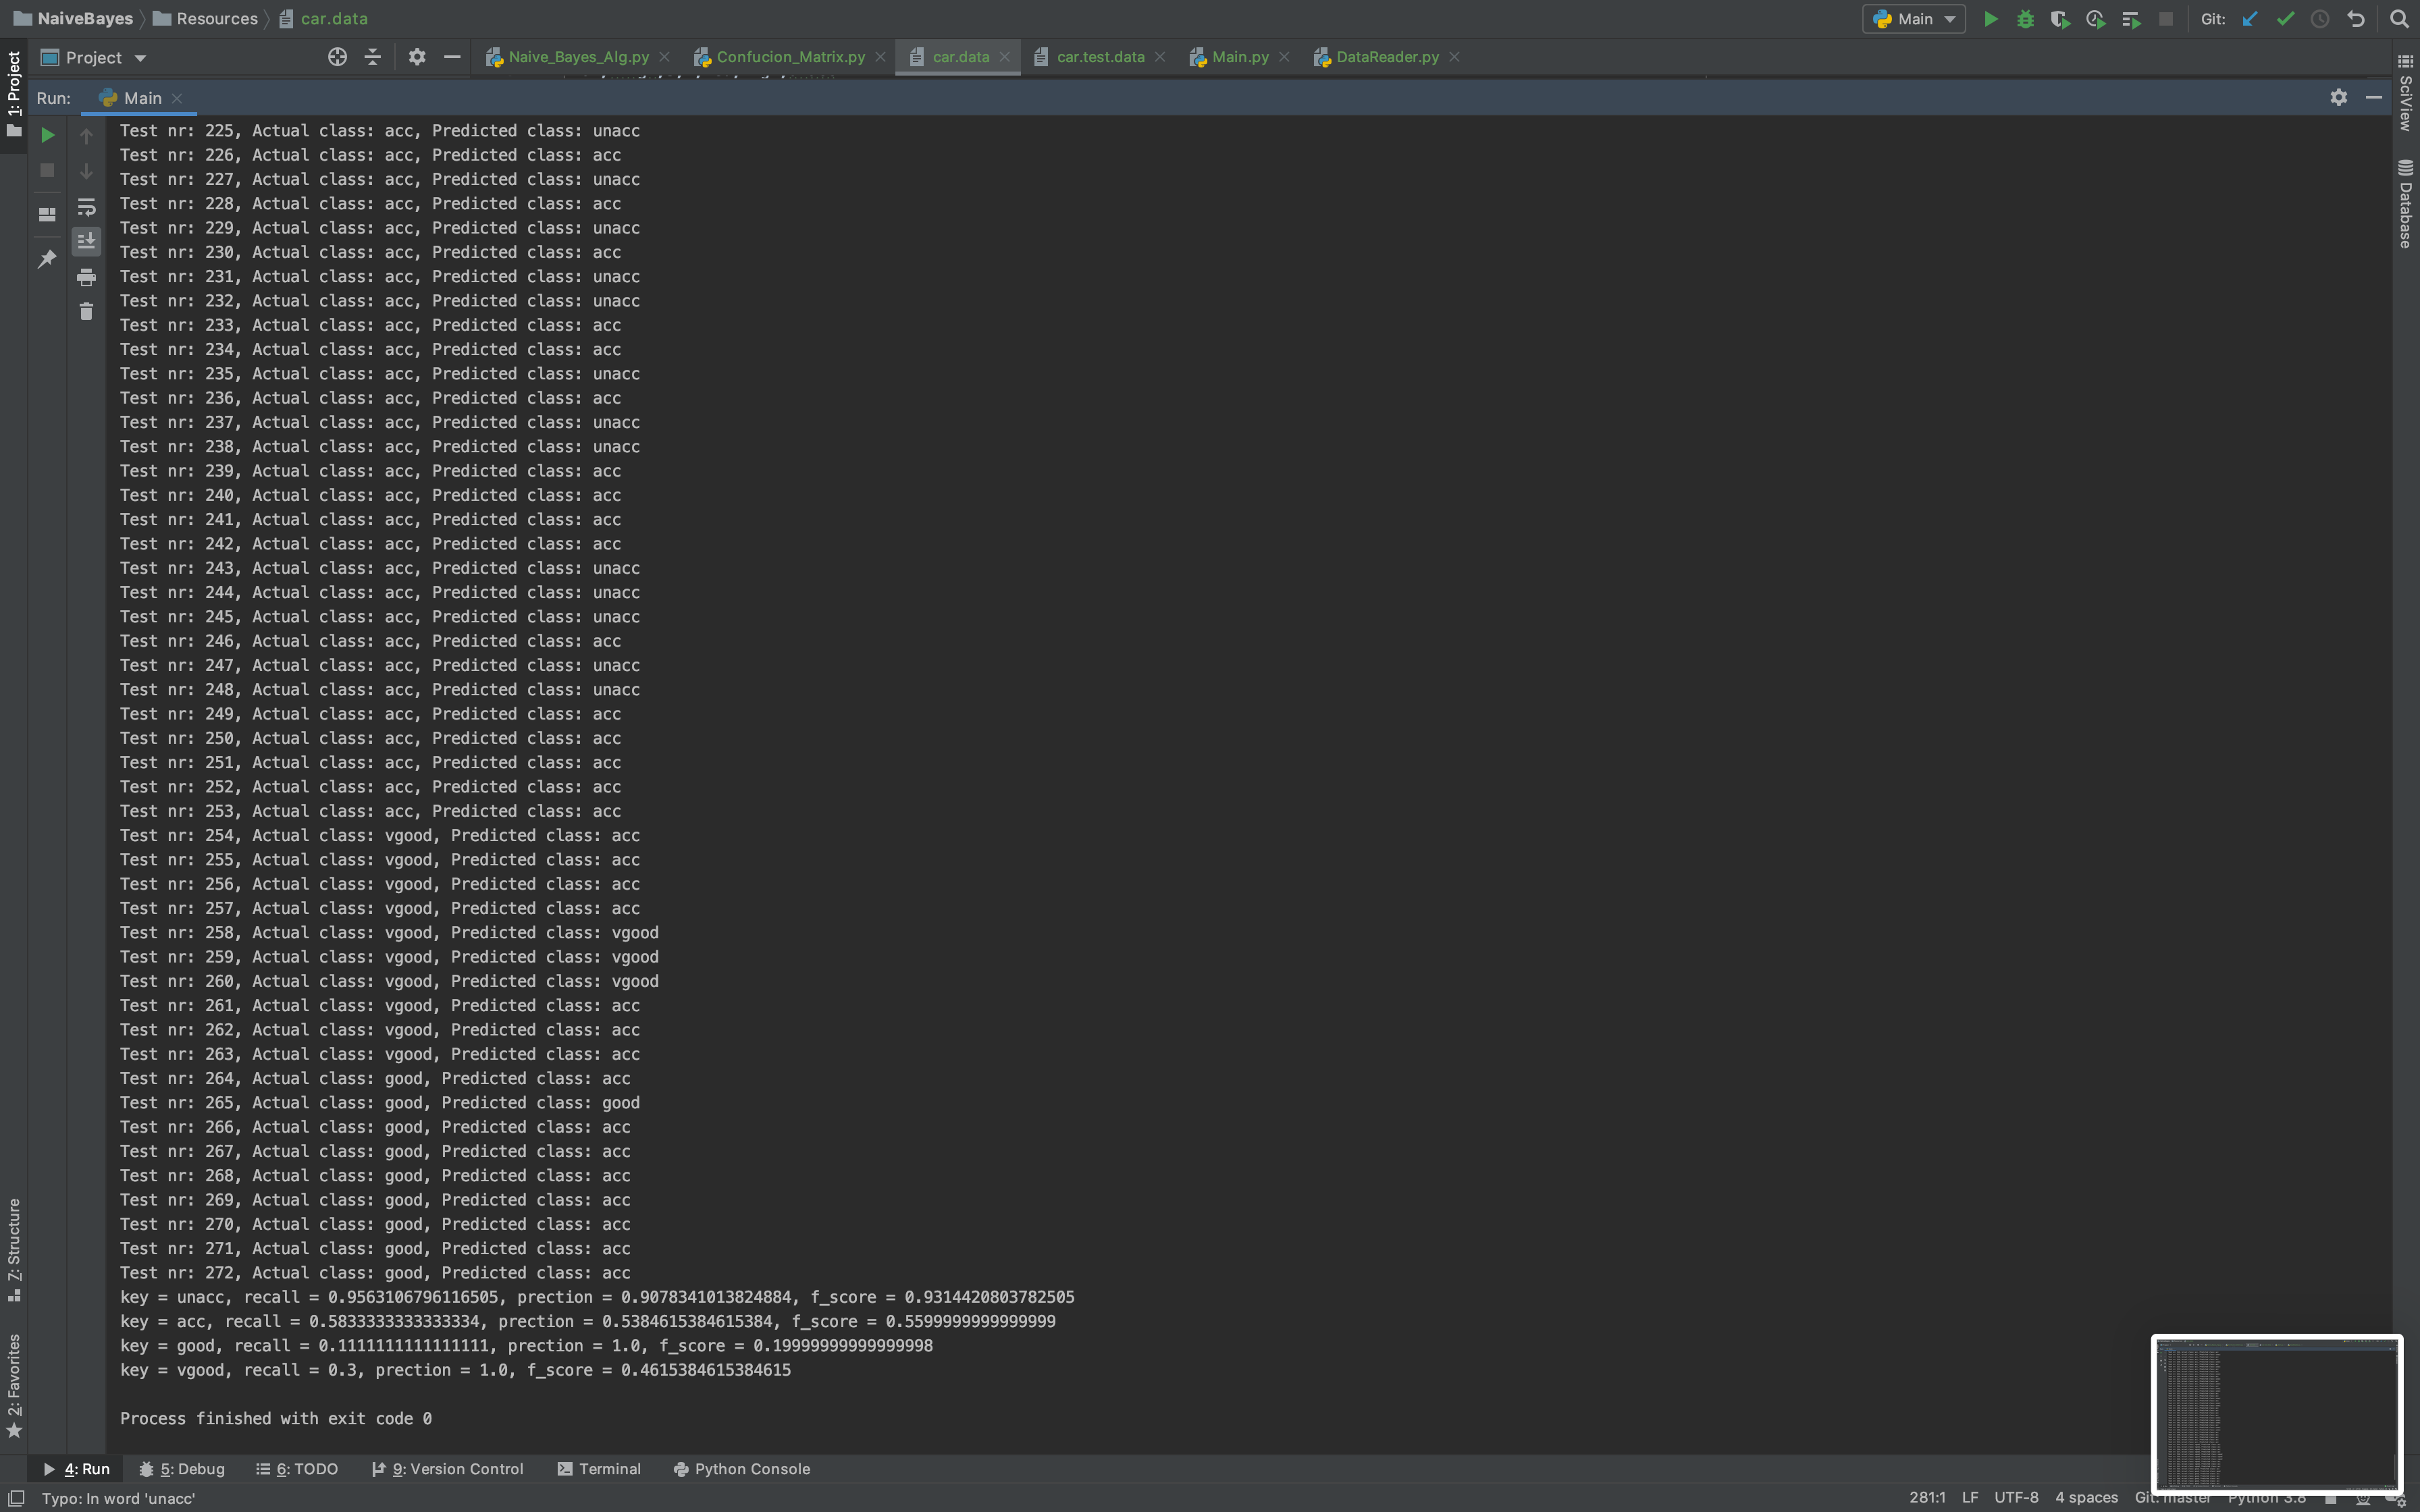 NaiveBayes Resources car.data Main Git:
Project Naive_Bayes_Alg.py Confucion_Matrix.py car.data car.test.data Main.py DataReader.py
Run: Main
1: Project
7: Structure
2: Favorites
SciView
Database
Test nr: 225, Actual class: acc, Predicted class: unacc
Test nr: 226, Actual class: acc, Predicted class: acc
Test nr: 227, Actual class: acc, Predicted class: unacc
Test nr: 228, Actual class: acc, Predicted class: acc
Test nr: 229, Actual class: acc, Predicted class: unacc
Test nr: 230, Actual class: acc, Predicted class: acc
Test nr: 231, Actual class: acc, Predicted class: unacc
Test nr: 232, Actual class: acc, Predicted class: unacc
Test nr: 233, Actual class: acc, Predicted class: acc
Test nr: 234, Actual class: acc, Predicted class: acc
Test nr: 235, Actual class: acc, Predicted class: unacc
Test nr: 236, Actual class: acc, Predicted class: acc
Test nr: 237, Actual class: acc, Predicted class: unacc
Test nr: 238, Actual class: acc, Predicted class: unacc
Test nr: 239, Actual class: acc, Predicted class: acc
Test nr: 240, Actual class: acc, Predicted class: acc
Test nr: 241, Actual class: acc, Predicted class: acc
Test nr: 242, Actual class: acc, Predicted class: acc
Test nr: 243, Actual class: acc, Predicted class: unacc
Test nr: 244, Actual class: acc, Predicted class: unacc
Test nr: 245, Actual class: acc, Predicted class: unacc
Test nr: 246, Actual class: acc, Predicted class: acc
Test nr: 247, Actual class: acc, Predicted class: unacc
Test nr: 248, Actual class: acc, Predicted class: unacc
Test nr: 249, Actual class: acc, Predicted class: acc
Test nr: 250, Actual class: acc, Predicted class: acc
Test nr: 251, Actual class: acc, Predicted class: acc
Test nr: 252, Actual class: acc, Predicted class: acc
Test nr: 253, Actual class: acc, Predicted class: acc
Test nr: 254, Actual class: vgood, Predicted class: acc
Test nr: 255, Actual class: vgood, Predicted class: acc
Test nr: 256, Actual class: vgood, Predicted class: acc
Test nr: 257, Actual class: vgood, Predicted class: acc
Test nr: 258, Actual class: vgood, Predicted class: vgood
Test nr: 259, Actual class: vgood, Predicted class: vgood
Test nr: 260, Actual class: vgood, Predicted class: vgood
Test nr: 261, Actual class: vgood, Predicted class: acc
Test nr: 262, Actual class: vgood, Predicted class: acc
Test nr: 263, Actual class: vgood, Predicted class: acc
Test nr: 264, Actual class: good, Predicted class: acc
Test nr: 265, Actual class: good, Predicted class: good
Test nr: 266, Actual class: good, Predicted class: acc
Test nr: 267, Actual class: good, Predicted class: acc
Test nr: 268, Actual class: good, Predicted class: acc
Test nr: 269, Actual class: good, Predicted class: acc
Test nr: 270, Actual class: good, Predicted class: acc
Test nr: 271, Actual class: good, Predicted class: acc
Test nr: 272, Actual class: good, Predicted class: acc
key = unacc, recall = 0.9563106796116505, prection = 0.9078341013824884, f_score = 0.9314420803782505
key = acc, recall = 0.5833333333333334, prection = 0.5384615384615384, f_score = 0.5599999999999999
key = good, recall = 0.1111111111111111, prection = 1.0, f_score = 0.19999999999999998
key = vgood, recall = 0.3, prection = 1.0, f_score = 0.4615384615384615
Process finished with exit code 0
4: Run 5: Debug 6: TODO 9: Version Control Terminal Python Console
Typo: In word 'unacc' 281:1 LF UTF-8 4 spaces Git: master Python 3.8